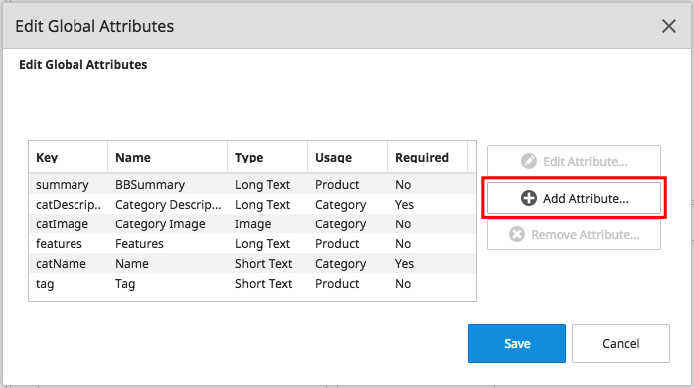 Edit Global Attributes
Edit Global Attributes
Key Name Type Usage Required
summary BBSummary Long Text Product No
catDescrip.. Category Descrip... Long Text Category Yes
catImage Category Image Image Category No
features Features Long Text Product No
catName Name Short Text Category Yes
tag Tag Short Text Product No
Edit Attribute...
Add Attribute...
Remove Attribute...
Save Cancel